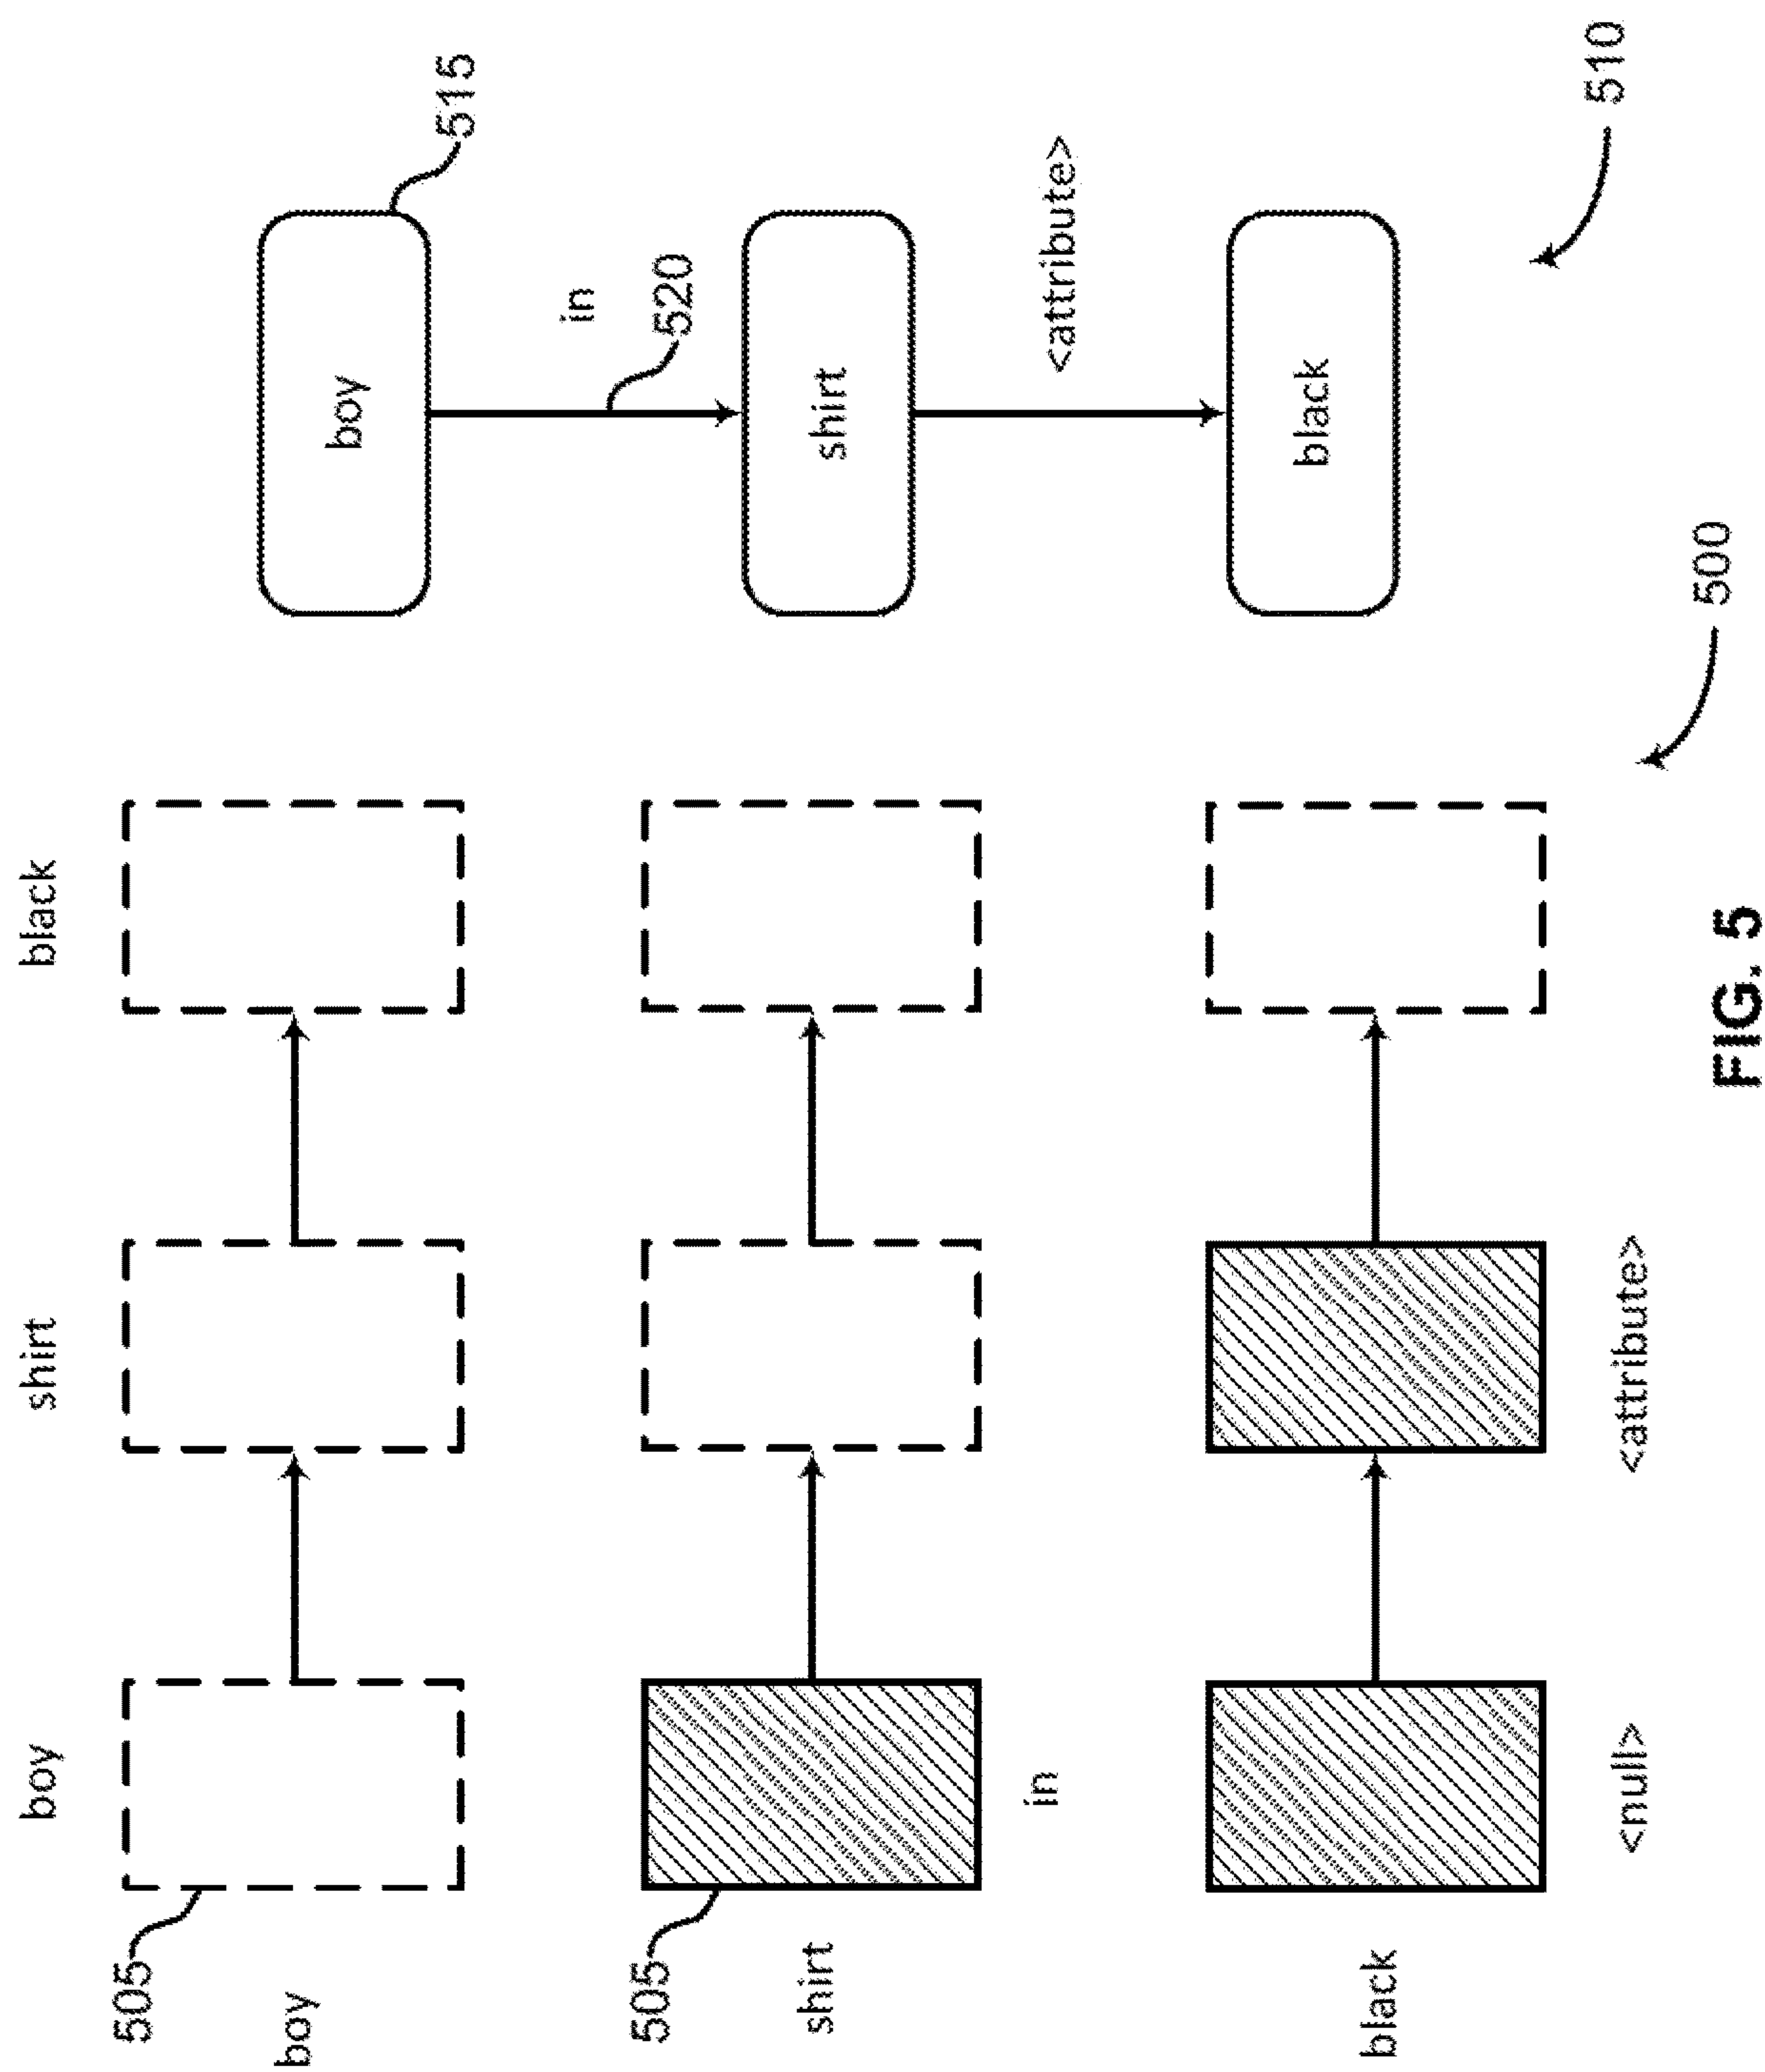 boy shirt black
505
boy
boy
515
in
505
520
shirt
shirt
in
<attribute>
black
black
510
<null> <attribute>
500
FIG. 5